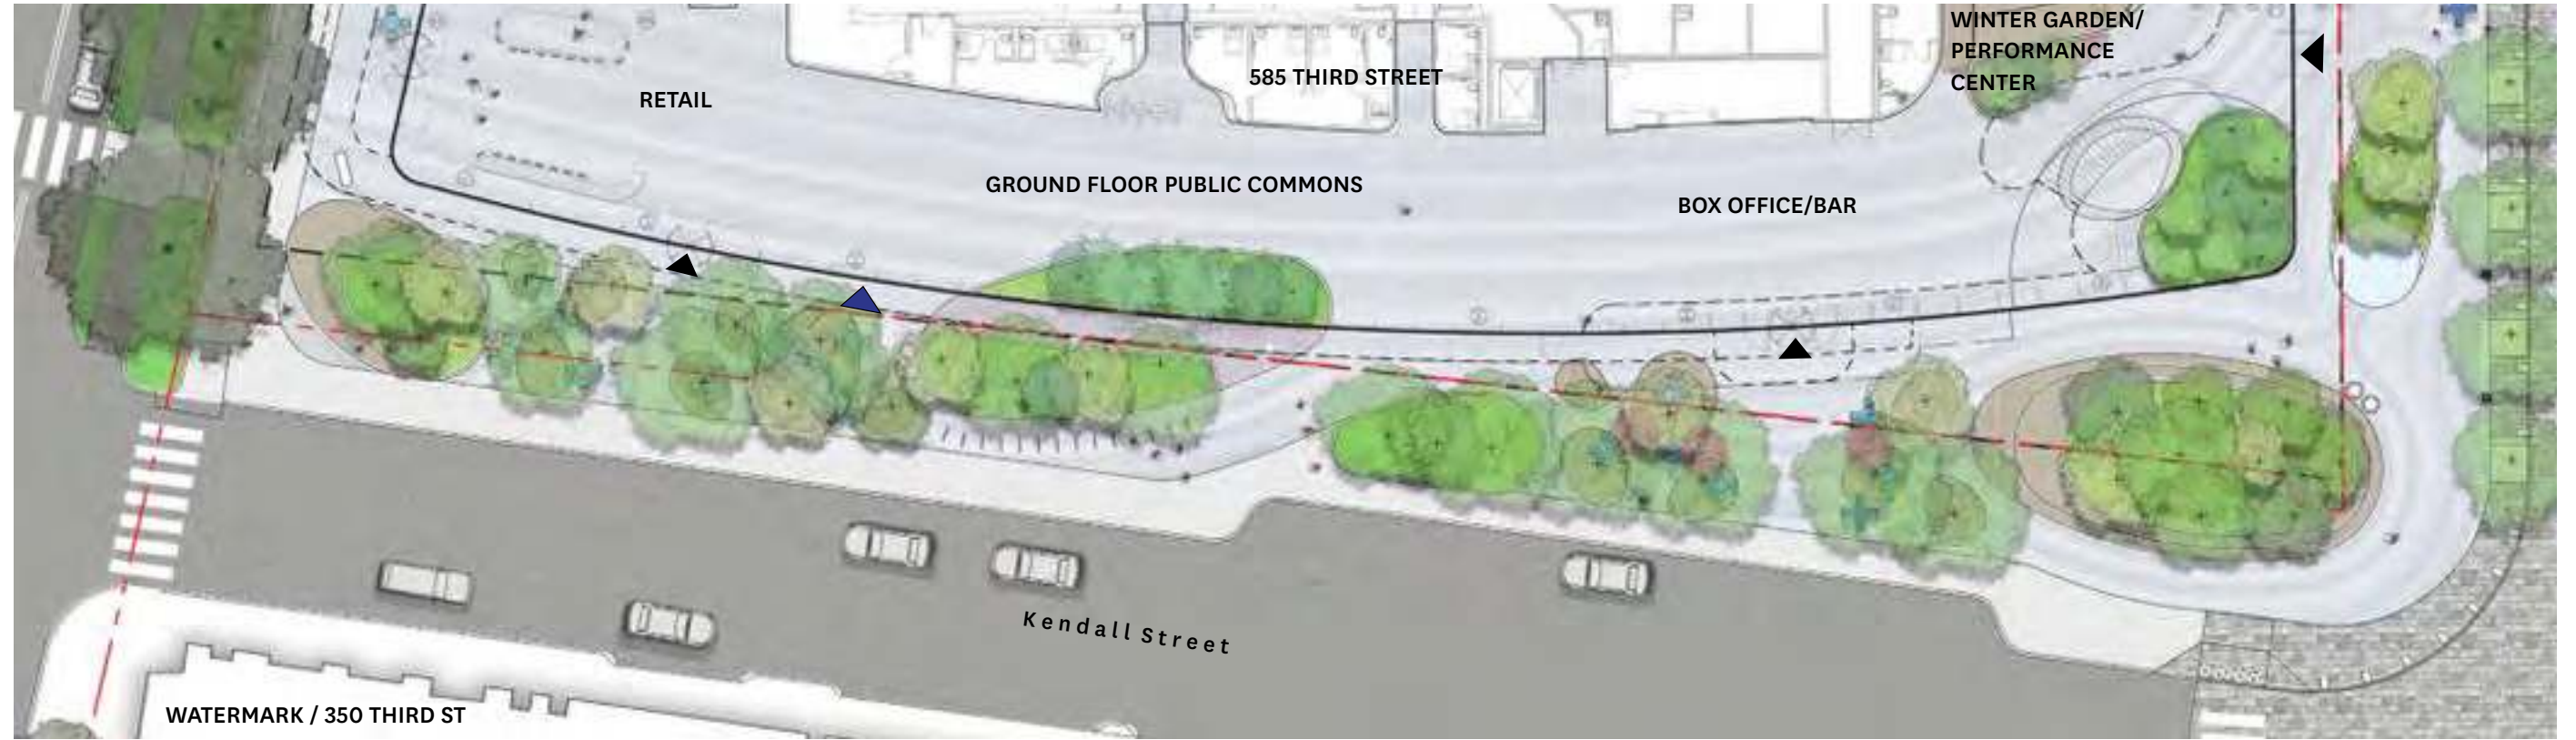 WINTER GARDEN/
PERFORMANCE
CENTER
585 THIRD STREET
RETAIL
GROUND FLOOR PUBLIC COMMONS
BOX OFFICE/BAR
Kendall Street
WATERMARK / 350 THIRD ST